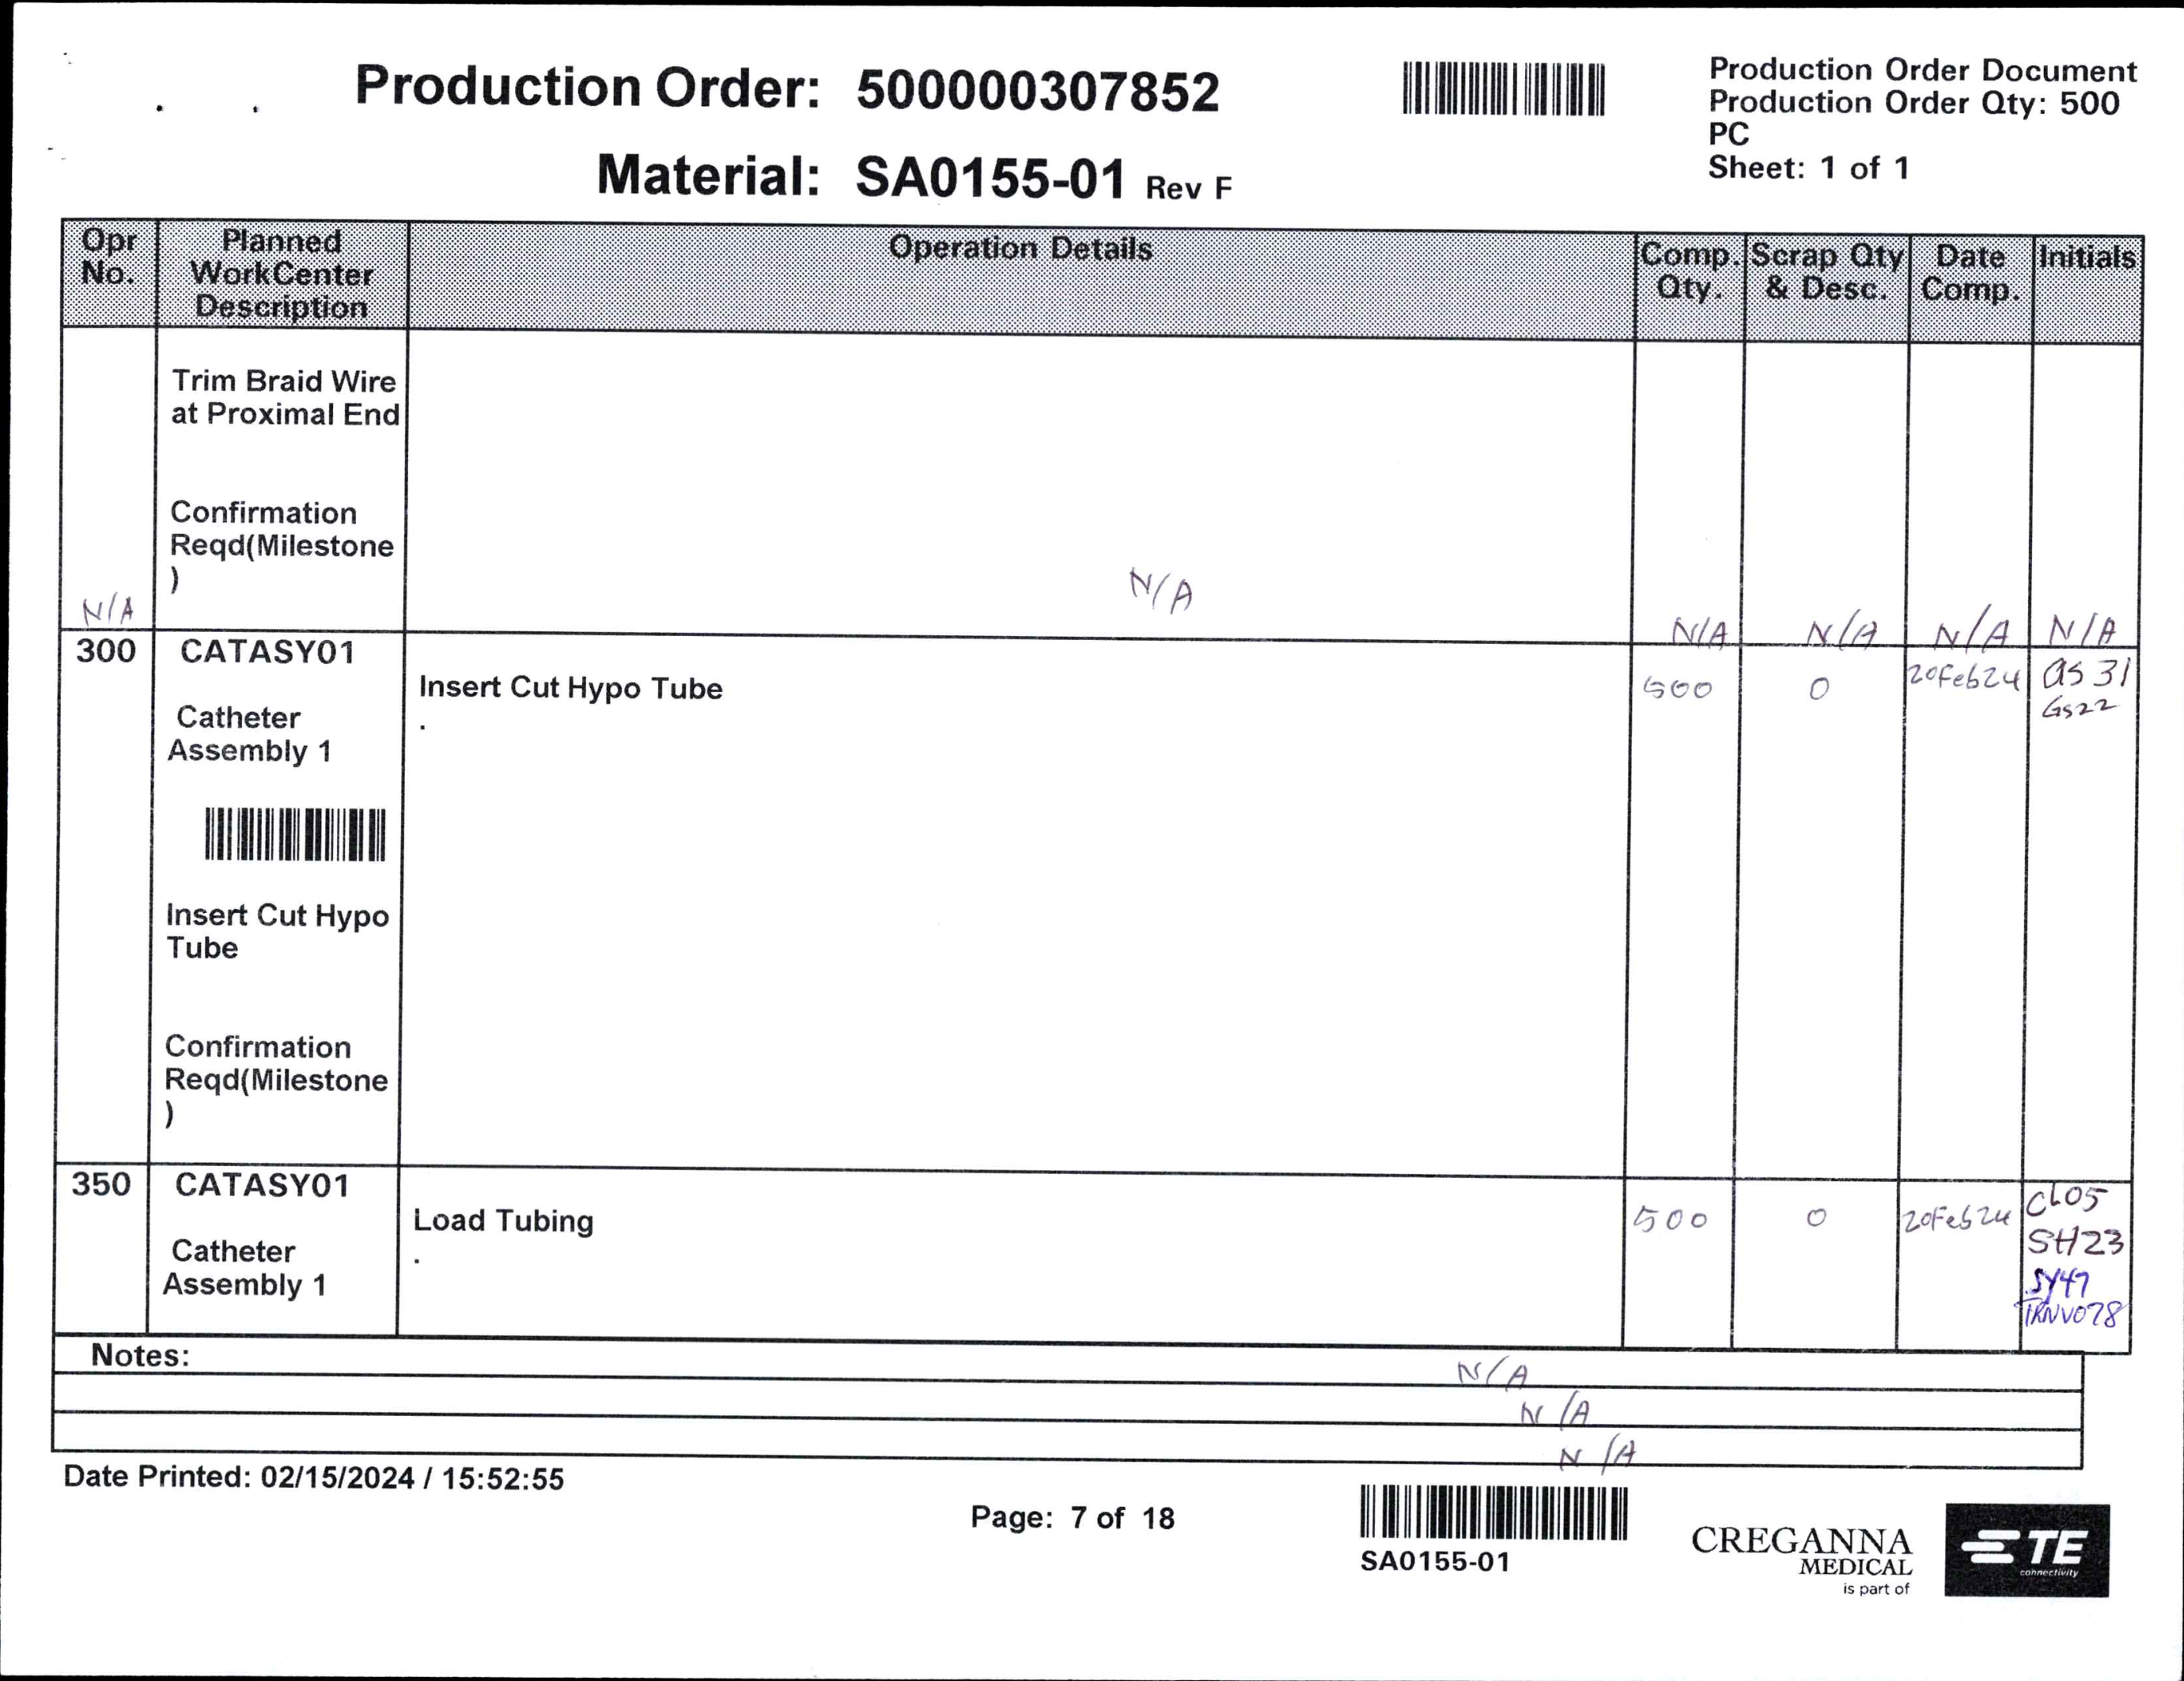 Production Order: 500000307852
Production Order Document
Production Order Qty: 500
PC
Sheet: 1 of 1
Material: SA0155-01 Rev F
Opr No. Planned WorkCenter Description Operation Details Comp. Qty. Scrap Qty & Desc. Date Comp. Initials
Trim Braid Wire
at Proximal End
Confirmation
Reqd(Milestone
)
N/A N/A N/A N/A N/A N/A
300 CATASY01
Insert Cut Hypo Tube 500 0 20Feb24 as 31
GS22
.
Catheter
Assembly 1
Insert Cut Hypo
Tube
Confirmation
Reqd(Milestone
)
350 CATASY01
Load Tubing 500 0 20Feb24 CL05
SH23
SY47
TRNV078
.
Catheter
Assembly 1
Notes:
N/A
N/A
N/A
Date Printed: 02/15/2024 / 15:52:55
Page: 7 of 18
SA0155-01
CREGANNA
MEDICAL
is part of
TE
connectivity